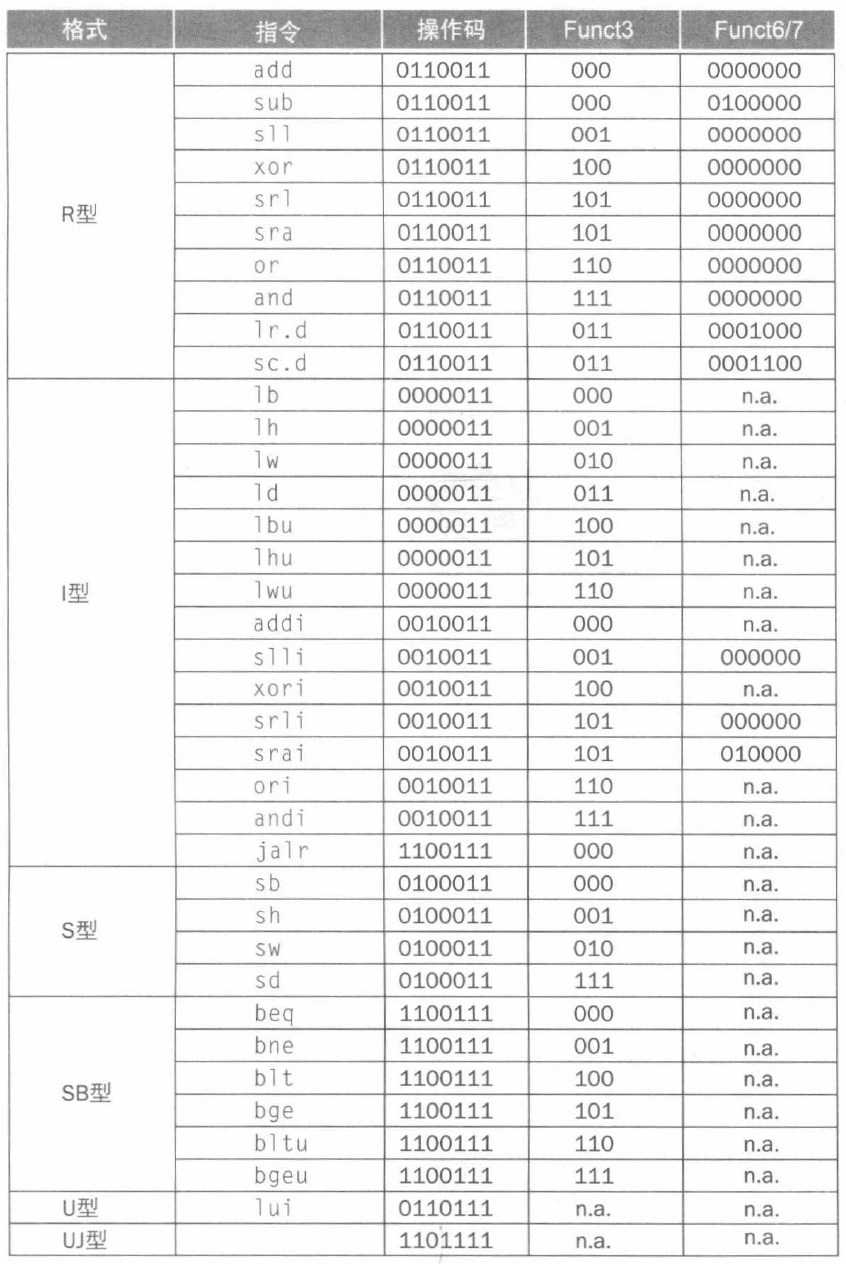 格式 指令 操作码 Funct3 Funct6/7
R型
add 0110011 000 0000000
sub 0110011 000 0100000
sll 0110011 001 0000000
xor 0110011 100 0000000
srl 0110011 101 0000000
sra 0110011 101 0000000
or 0110011 110 0000000
and 0110011 111 0000000
lr.d 0110011 011 0001000
sc.d 0110011 011 0001100
I型
lb 0000011 000 n.a.
lh 0000011 001 n.a.
lw 0000011 010 n.a.
ld 0000011 011 n.a.
lbu 0000011 100 n.a.
lhu 0000011 101 n.a.
lwu 0000011 110 n.a.
addi 0010011 000 n.a.
slli 0010011 001 000000
xori 0010011 100 n.a.
srli 0010011 101 000000
srai 0010011 101 010000
ori 0010011 110 n.a.
andi 0010011 111 n.a.
jalr 1100111 000 n.a.
S型
sb 0100011 000 n.a.
sh 0100011 001 n.a.
sw 0100011 010 n.a.
sd 0100011 111 n.a.
SB型
beq 1100111 000 n.a.
bne 1100111 001 n.a.
blt 1100111 100 n.a.
bge 1100111 101 n.a.
bltu 1100111 110 n.a.
bgeu 1100111 111 n.a.
U型 lui 0110111 n.a. n.a.
UJ型 1101111 n.a. n.a.